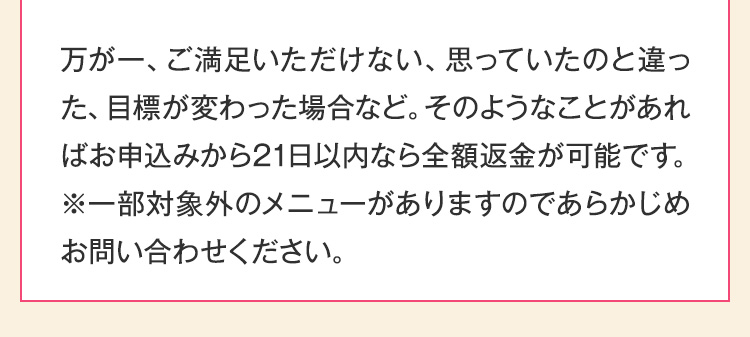 万が一、ご満足いただけない、思っていたのと違っ
た、目標が変わった場合など。そのようなことがあれ
ばお申込みから21日以内なら全額返金が可能です。
※一部対象外のメニューがありますのであらかじめ
お問い合わせください。